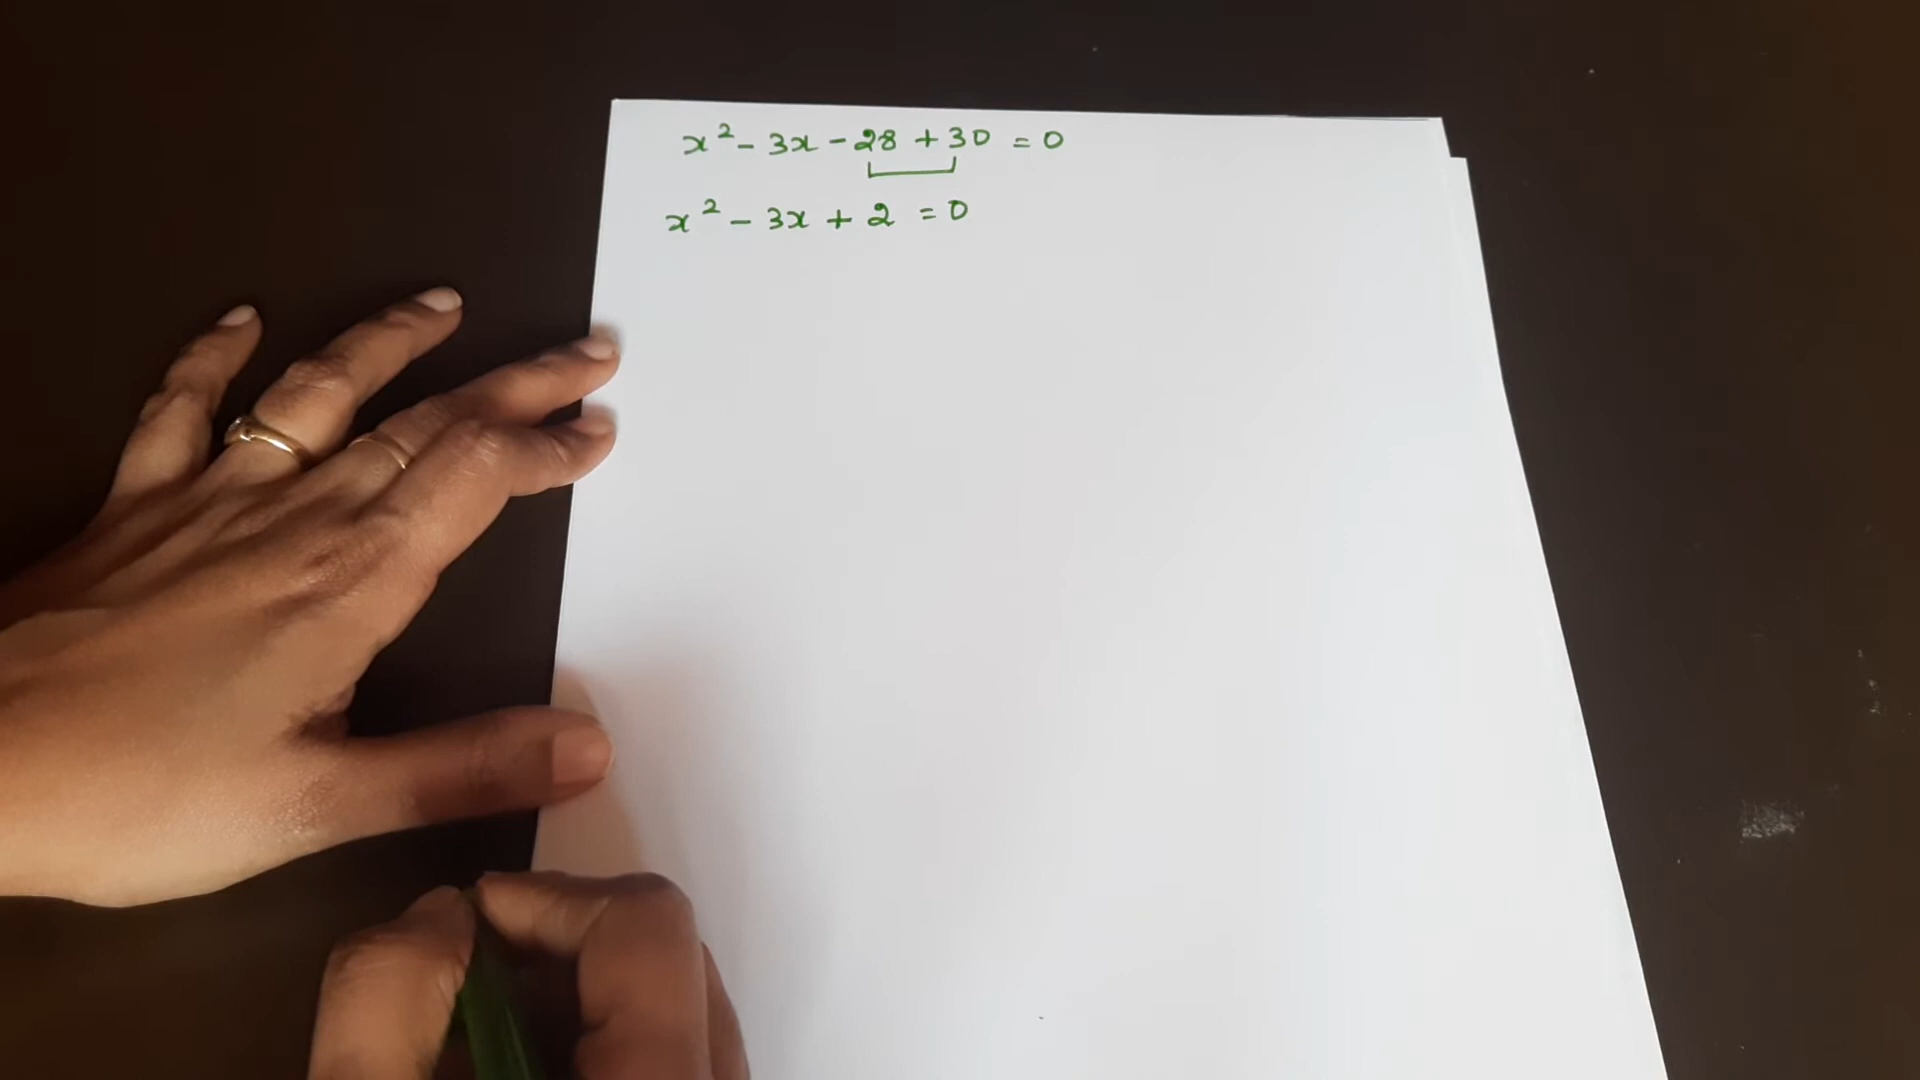 x² - 3x - 28 + 30 = 0
x² - 3x + 2 = 0